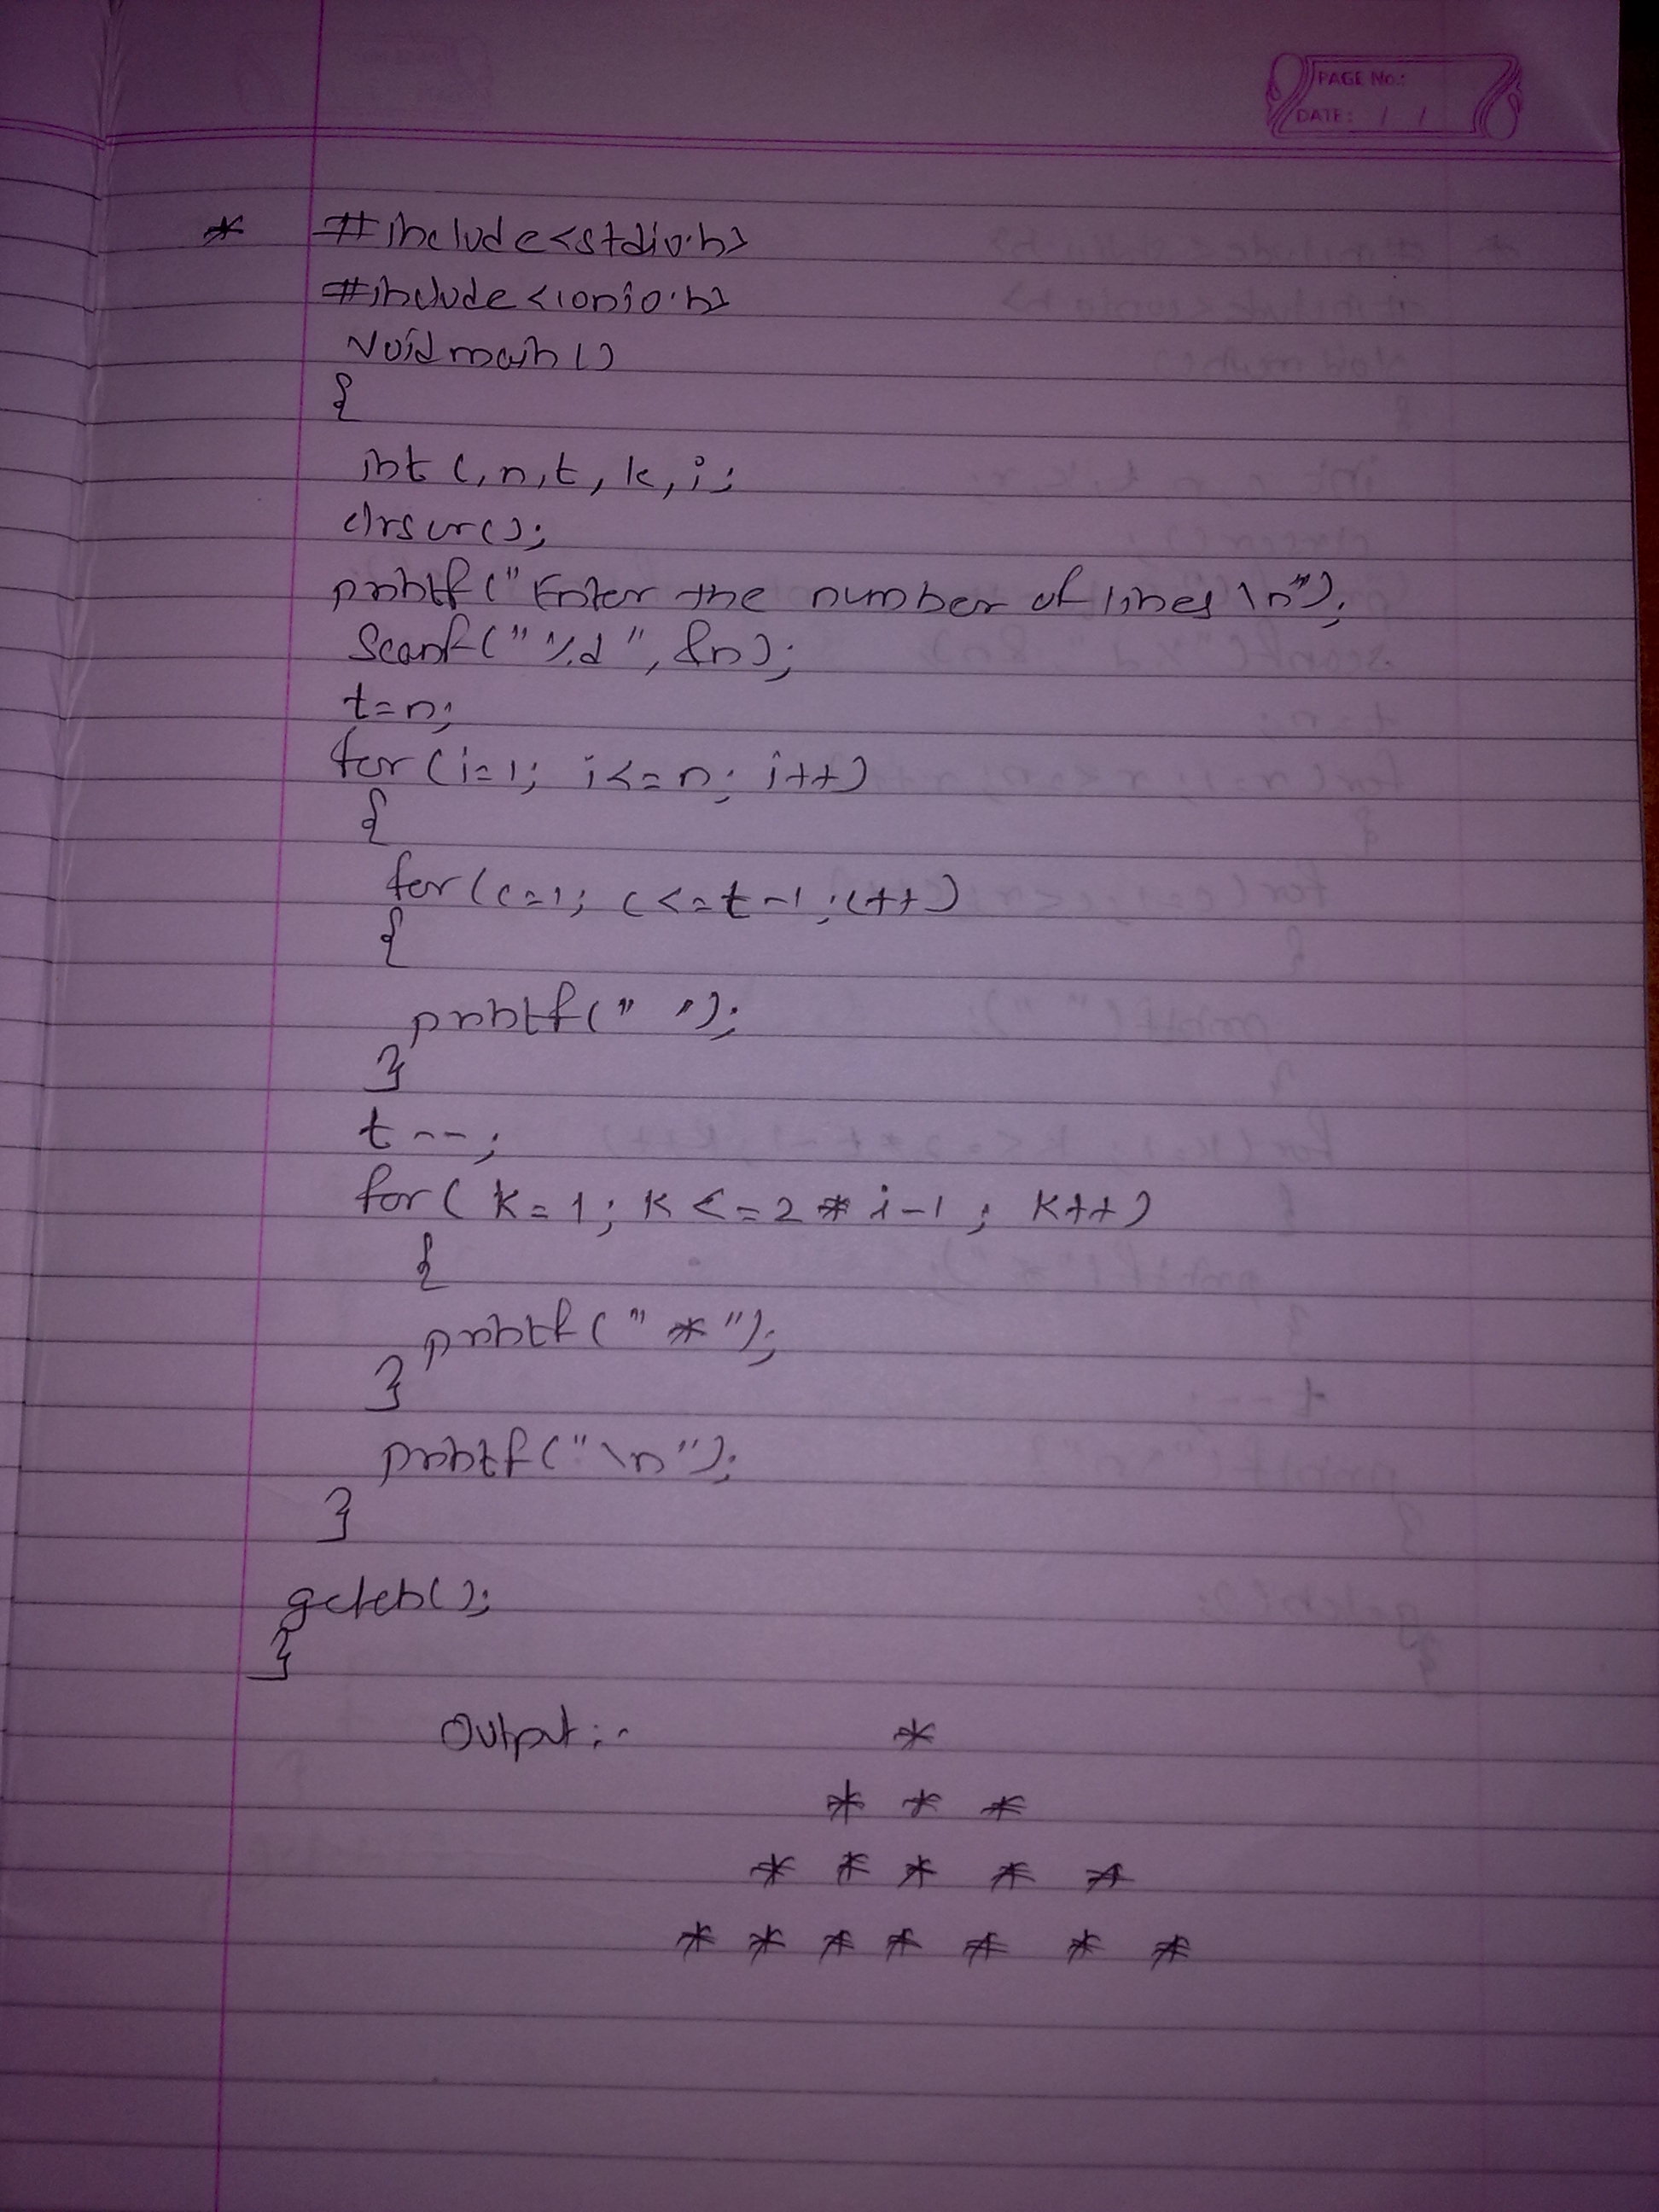 PAGE No.:
DATE: / /
* #include<stdio.h>
#include<conio.h>
Void main()
{
int c,n,t,k,i;
clrscr();
printf("Enter the number of lines \n");
Scanf("%d",&n);
t=n;
for(i=1; i<=n; i++)
{
for(c=1; c<=t-1; c++)
{
printf(" ");
}
t--;
for(k=1; k<=2*i-1; k++)
{
printf("*");
}
printf("\n");
}
getch();
}
Output:- *
* * *
* * * * *
* * * * * * *